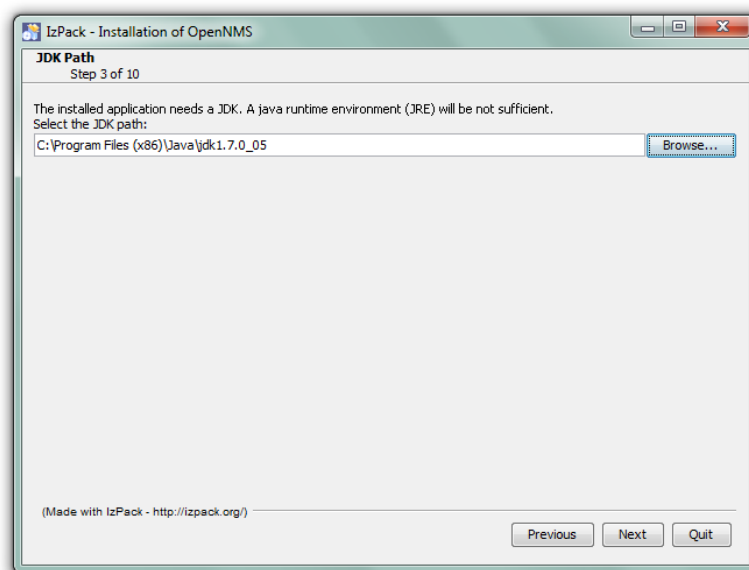 IzPack - Installation of OpenNMS
JDK Path
Step 3 of 10
The installed application needs a JDK. A java runtime environment (JRE) will be not sufficient.
Select the JDK path:
C:\Program Files (x86)\Java\jdk1.7.0_05
Browse...
(Made with IzPack - http://izpack.org/)
Previous
Next
Quit